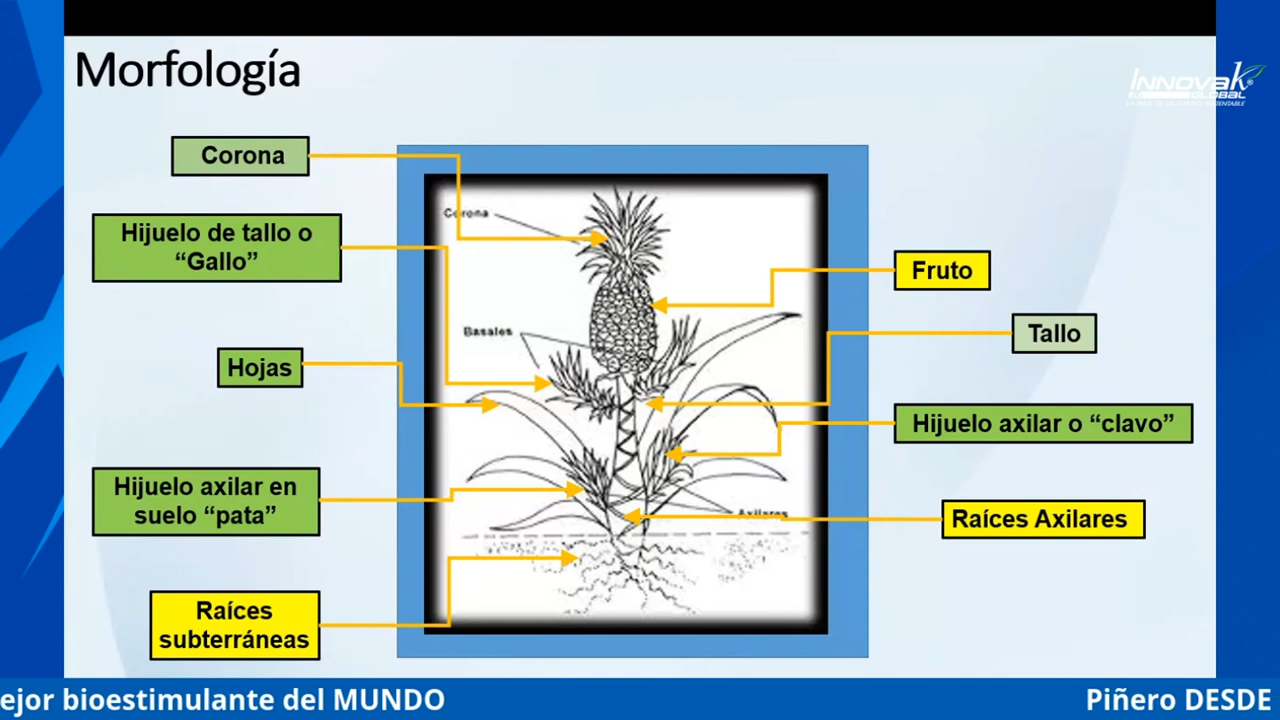 Morfología
INNOVAK
GLOBAL
Corona
Hijuelo de tallo o
“Gallo”
Hojas
Hijuelo axilar en
suelo “pata”
Raíces
subterráneas
Corona
Basales
Axilares
Fruto
Tallo
Hijuelo axilar o “clavo”
Raíces Axilares
ejor bioestimulante del MUNDO
Piñero DESDE